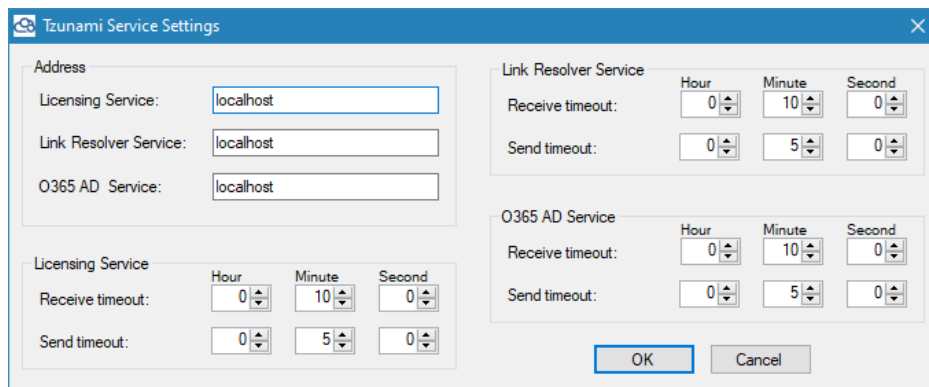 Tzunami Service Settings
Address
Licensing Service: localhost
Link Resolver Service: localhost
O365 AD Service: localhost
Licensing Service
Hour Minute Second
Receive timeout: 0 10 0
Send timeout: 0 5 0
Link Resolver Service
Hour Minute Second
Receive timeout: 0 10 0
Send timeout: 0 5 0
O365 AD Service
Hour Minute Second
Receive timeout: 0 10 0
Send timeout: 0 5 0
OK Cancel